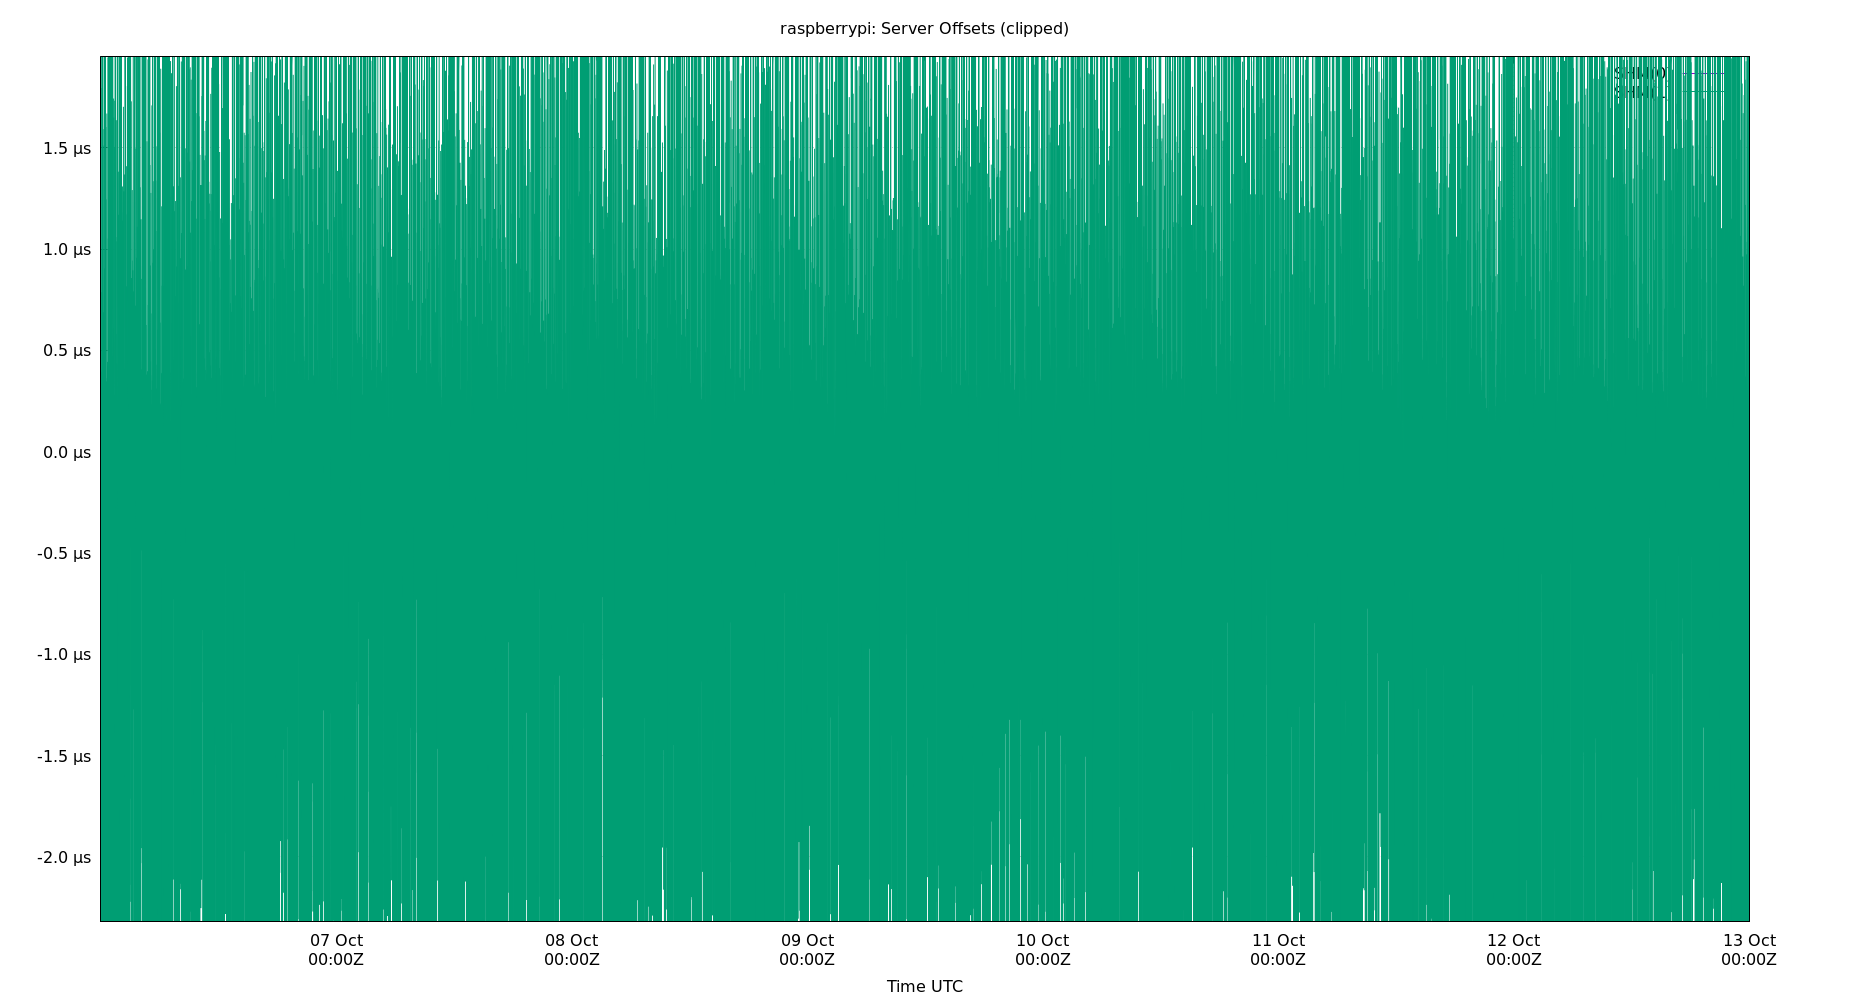 raspberrypi: Server Offsets (clipped)
SHM(0)
1.5 µs
1.0 µs
0.5 µs
0.0 µs
-0.5 µs
-1.0 µs
-1.5 µs
-2.0 µs
07 Oct 08 Oct 09 Oct 10 Oct 11 Oct 12 Oct 13 Oct
00:00Z 00:00Z 00:00Z 00:00Z 00:00Z 00:00Z 00:00Z
Time UTC